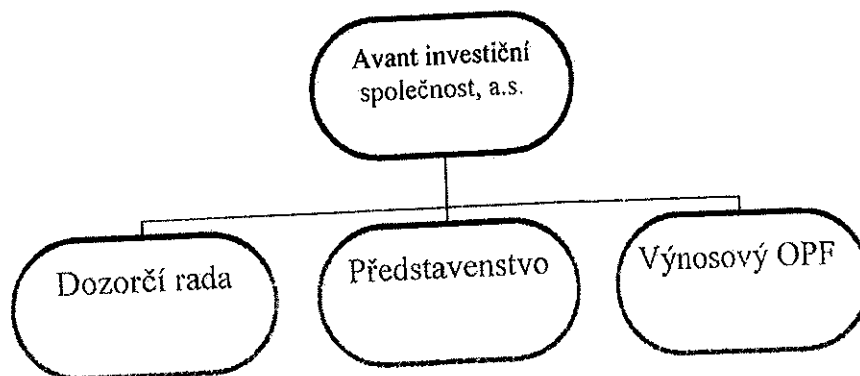 Avant investiční
společnost, a.s.
Dozorčí rada
Představenstvo
Výnosový OPF